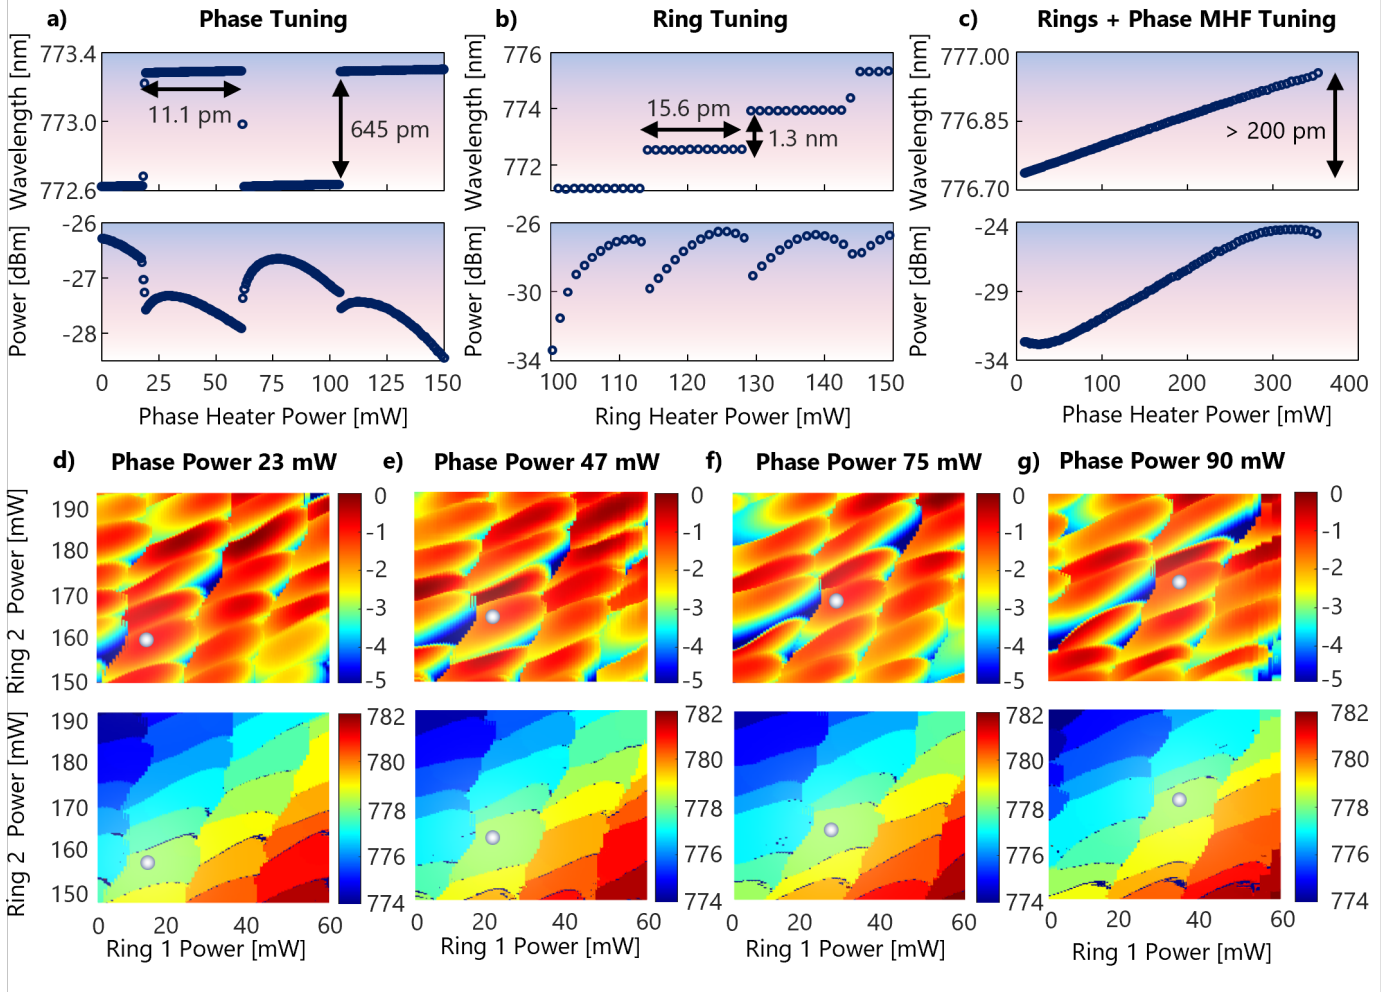 a) Phase Tuning
b) Ring Tuning
c) Rings + Phase MHF Tuning
Wavelength [nm]
773.4
773.0
772.6
11.1 pm
645 pm
Wavelength [nm]
776
774
772
15.6 pm
1.3 nm
Wavelength [nm]
777.00
776.85
776.70
> 200 pm
Power [dBm]
-26
-27
-28
0 25 50 75 100 125 150
Phase Heater Power [mW]
Power [dBm]
-26
-30
-34
100 110 120 130 140 150
Ring Heater Power [mW]
Power [dBm]
-24
-29
-34
0 100 200 300 400
Phase Heater Power [mW]
d) Phase Power 23 mW
e) Phase Power 47 mW
f) Phase Power 75 mW
g) Phase Power 90 mW
Ring 2 Power [mW]
190
180
170
160
150
0
-1
-2
-3
-4
-5
0
-1
-2
-3
-4
-5
0
-1
-2
-3
-4
-5
0
-1
-2
-3
-4
-5
Ring 2 Power [mW]
190
180
170
160
150
782
780
778
776
774
782
780
778
776
774
782
780
778
776
774
782
780
778
776
774
0 20 40 60
0 20 40 60
0 20 40 60
0 20 40 60
Ring 1 Power [mW]
Ring 1 Power [mW]
Ring 1 Power [mW]
Ring 1 Power [mW]